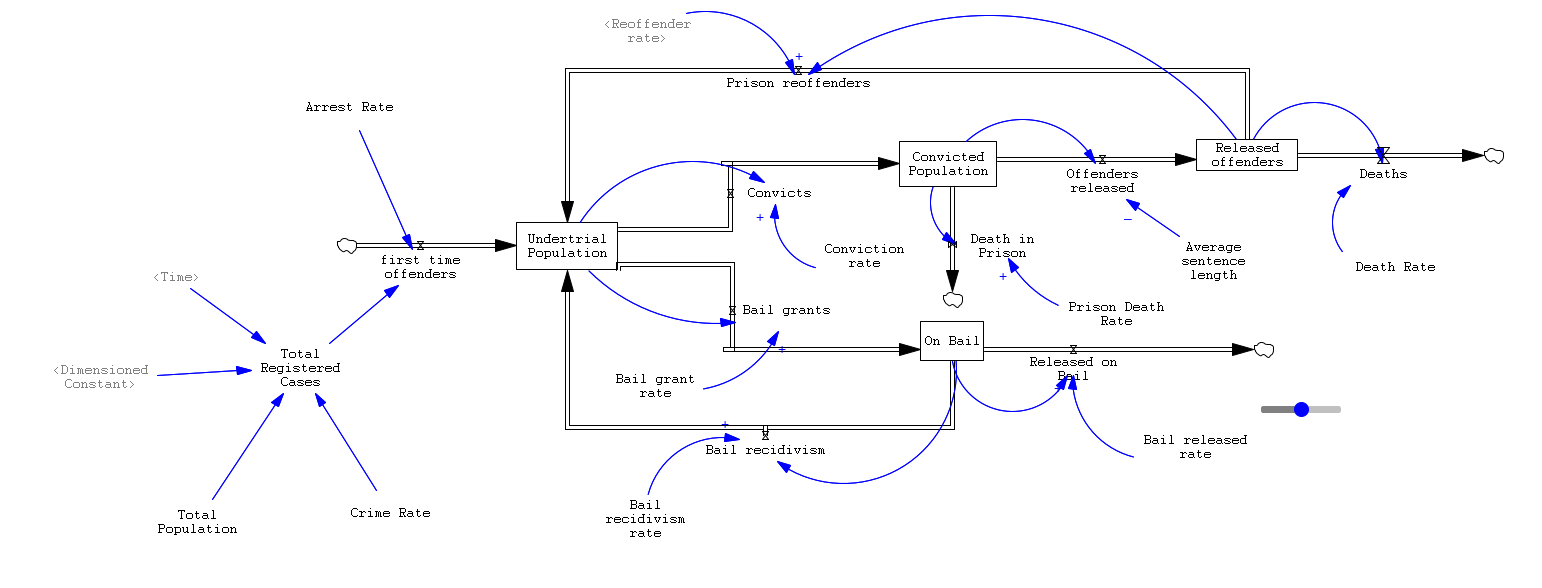 <Reoffender
rate>
+
Prison reoffenders
Arrest Rate
Convicted
Population
Released
offenders
Offenders
released
Deaths
Convicts
+
–
Undertrial
Population
Death in
Prison
Conviction
rate
Average
sentence
length
Death Rate
first time
offenders
<Time>
+
Bail grants
Prison Death
Rate
On Bail
+
Total
Registered
Cases
<Dimensioned
Constant>
Released on
Bail
Bail grant
rate
+
Bail recidivism
Bail released
rate
Bail
recidivism
rate
Total
Population
Crime Rate